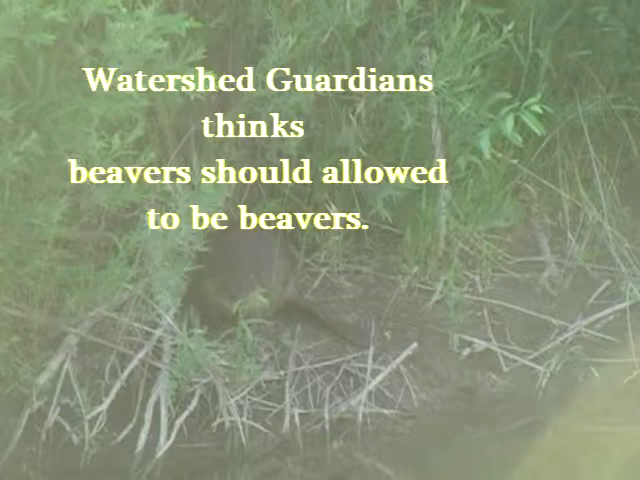 Watershed Guardians
thinks
beavers should allowed
to be beavers.